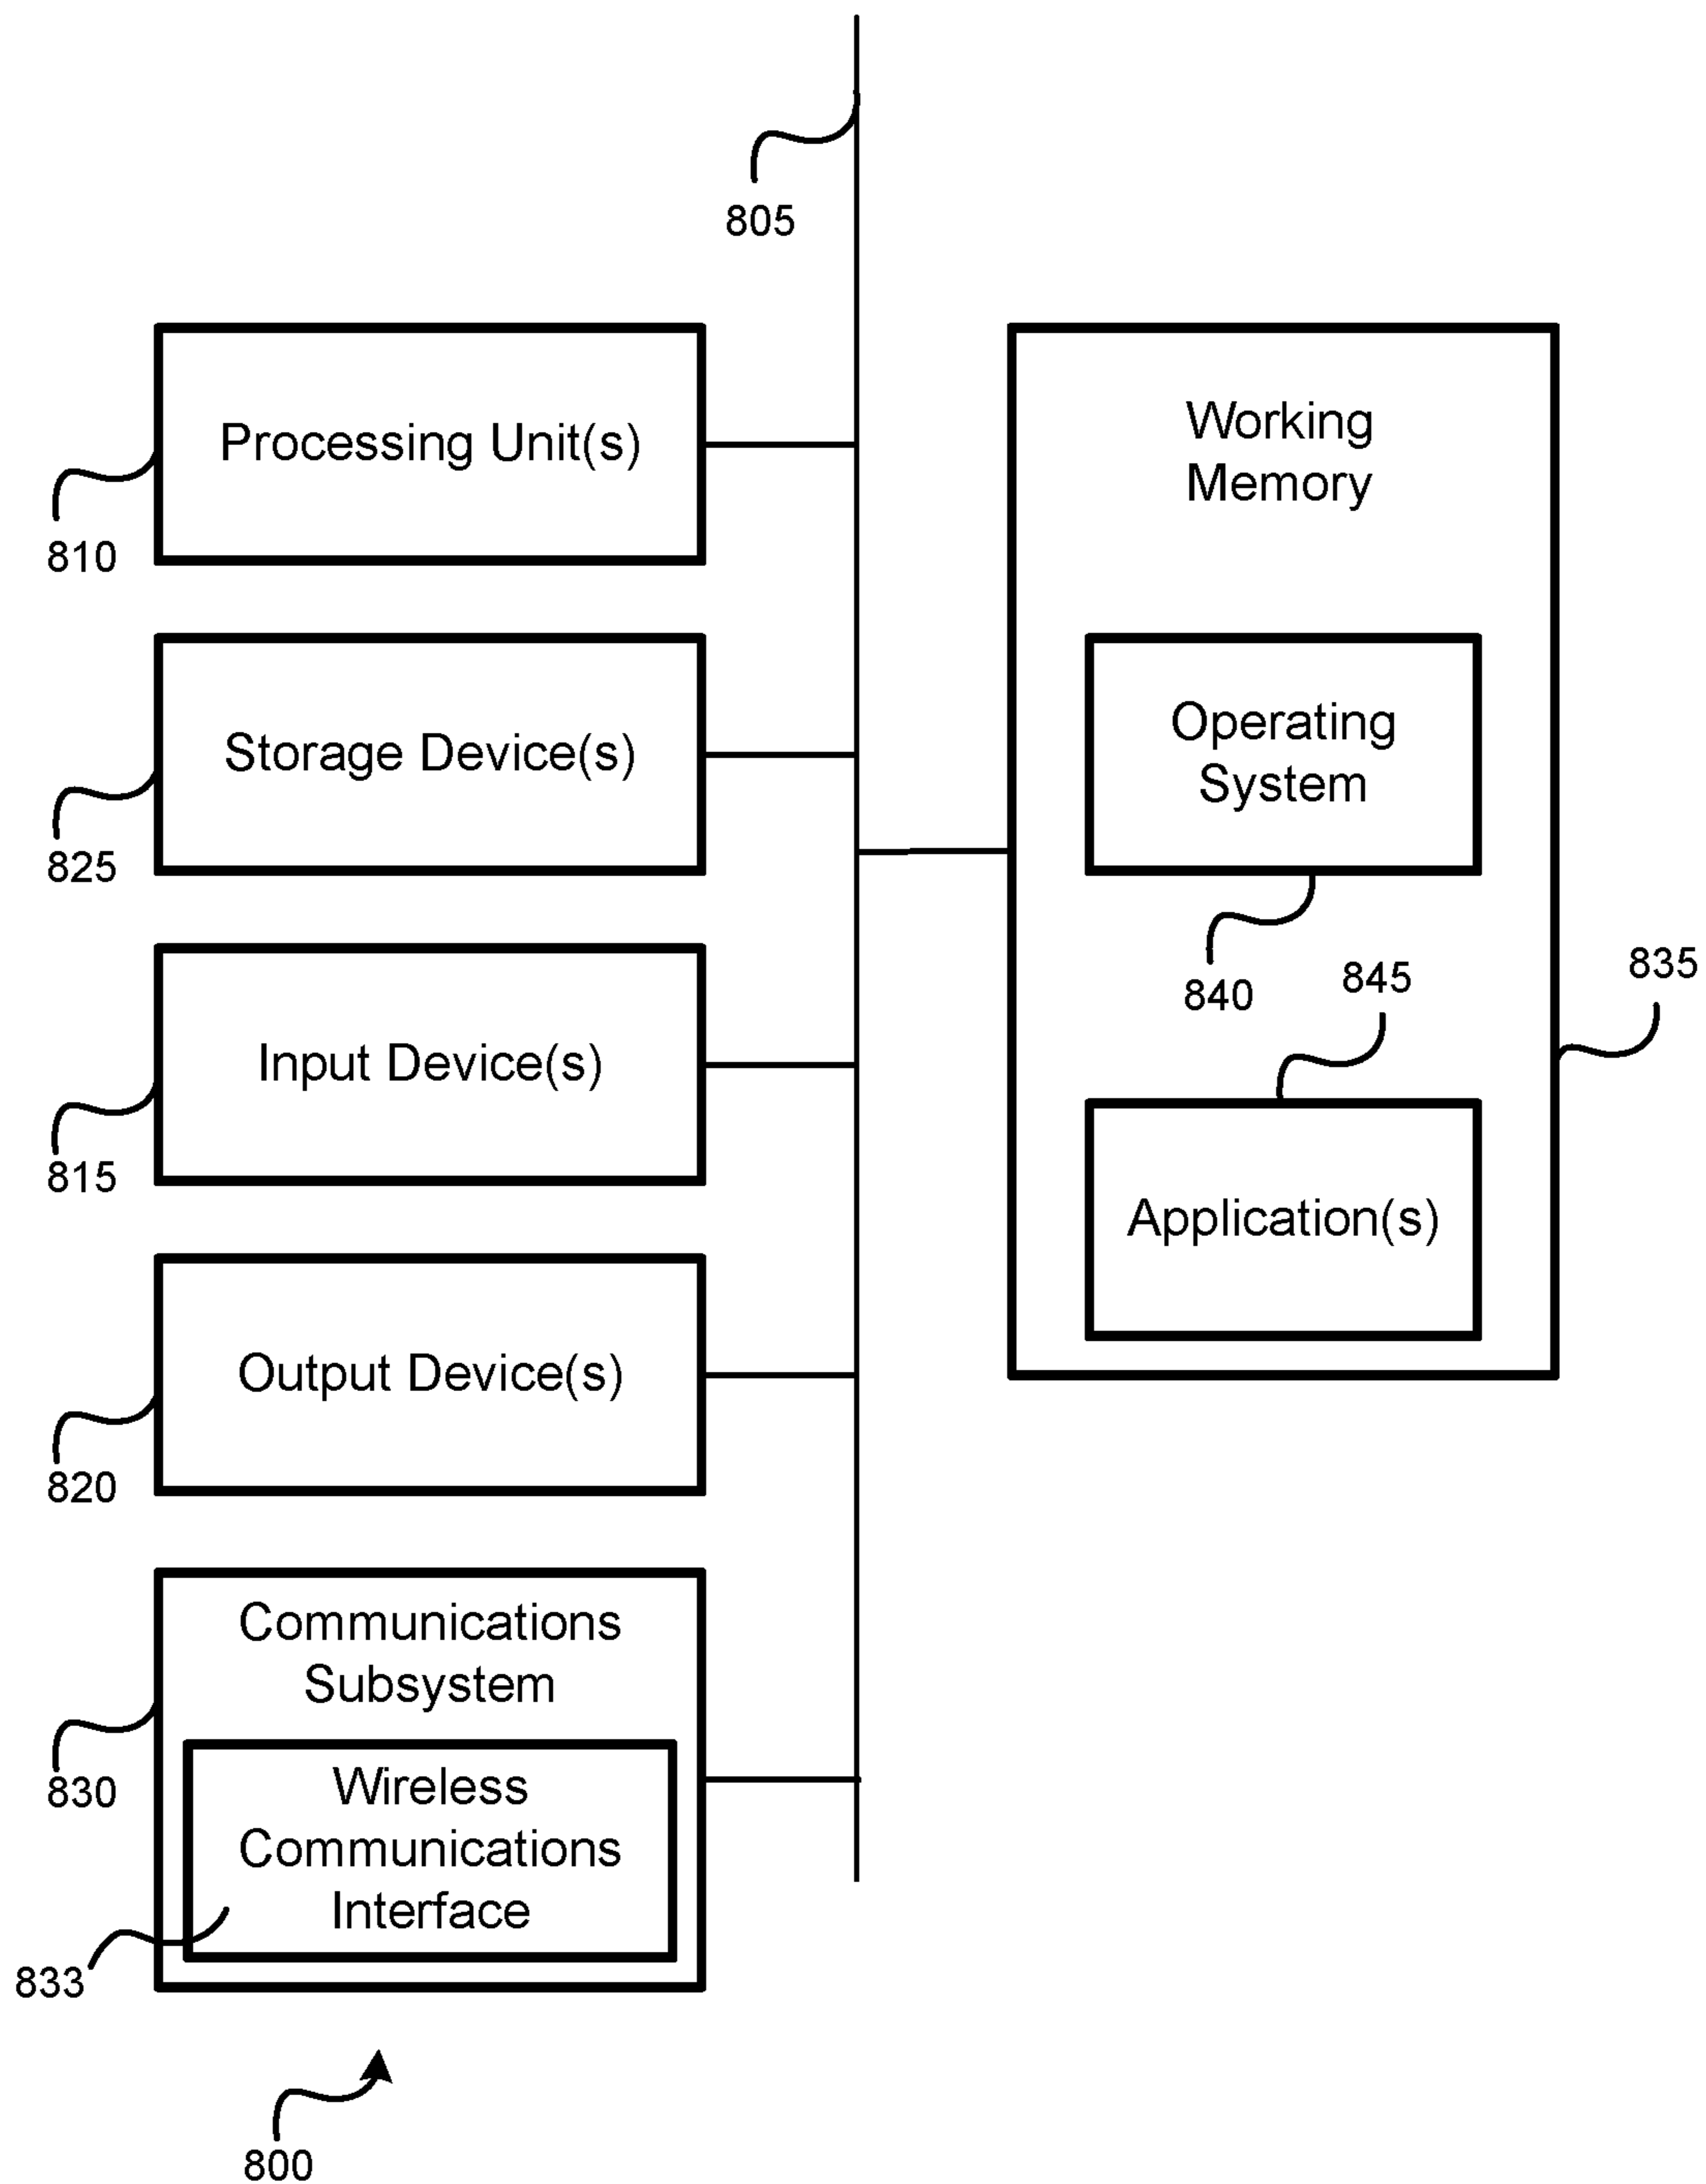 805
Processing Unit(s)
810
Storage Device(s)
825
Input Device(s)
815
Output Device(s)
820
Communications
Subsystem
830
Wireless
Communications
Interface
833
Working
Memory
Operating
System
840
845
835
Application(s)
800